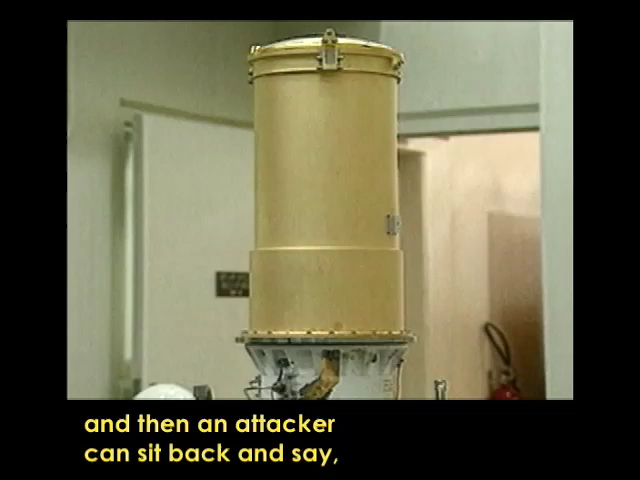 and then an attacker
can sit back and say,